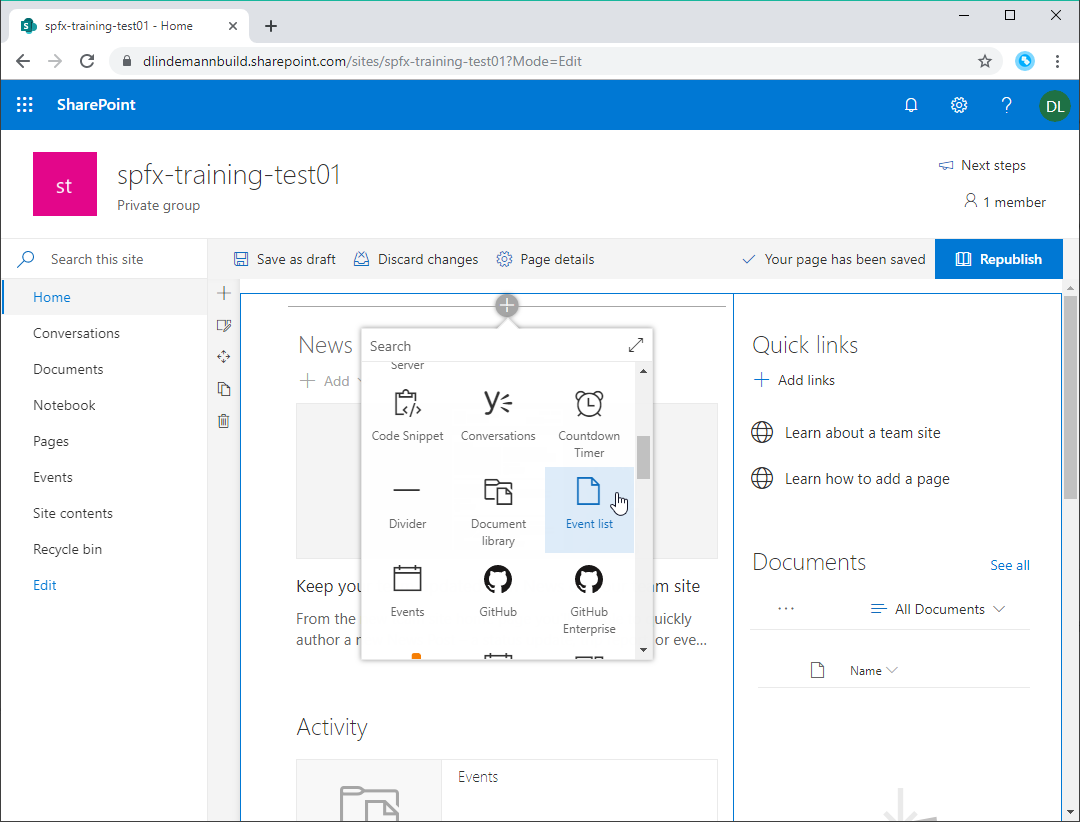 spfx-training-test01 - Home
dlindemannbuild.sharepoint.com/sites/spfx-training-test01?Mode=Edit
SharePoint
DL
st
spfx-training-test01
Private group
Next steps
1 member
Search this site
Save as draft
Discard changes
Page details
Your page has been saved
Republish
Home
Conversations
Documents
Notebook
Pages
Events
Site contents
Recycle bin
Edit
News
Add
Search
Server
Code Snippet
Conversations
Countdown
Timer
Divider
Document
library
Event list
Events
GitHub
GitHub
Enterprise
Keep you
m site
From the
uickly
author a
or eve...
Activity
Events
Quick links
Add links
Learn about a team site
Learn how to add a page
Documents
See all
All Documents
Name